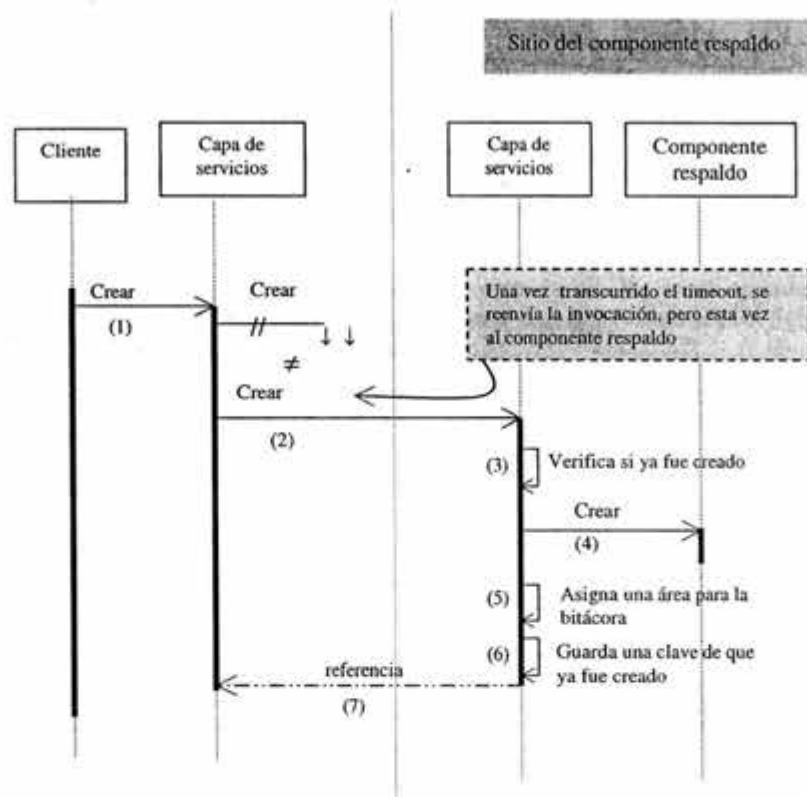 Sitio del componente respaldo
Cliente
Capa de
servicios
Capa de
servicios
Componente
respaldo
Crear
(1)
Crear
//
↓ ↓
≠
Una vez transcurrido el timeout, se
reenvía la invocación, pero esta vez
al componente respaldo
Crear
(2)
(3) Verifica si ya fue creado
Crear
(4)
(5) Asigna una área para la
bitácora
(6) Guarda una clave de que
ya fue creado
referencia
(7)